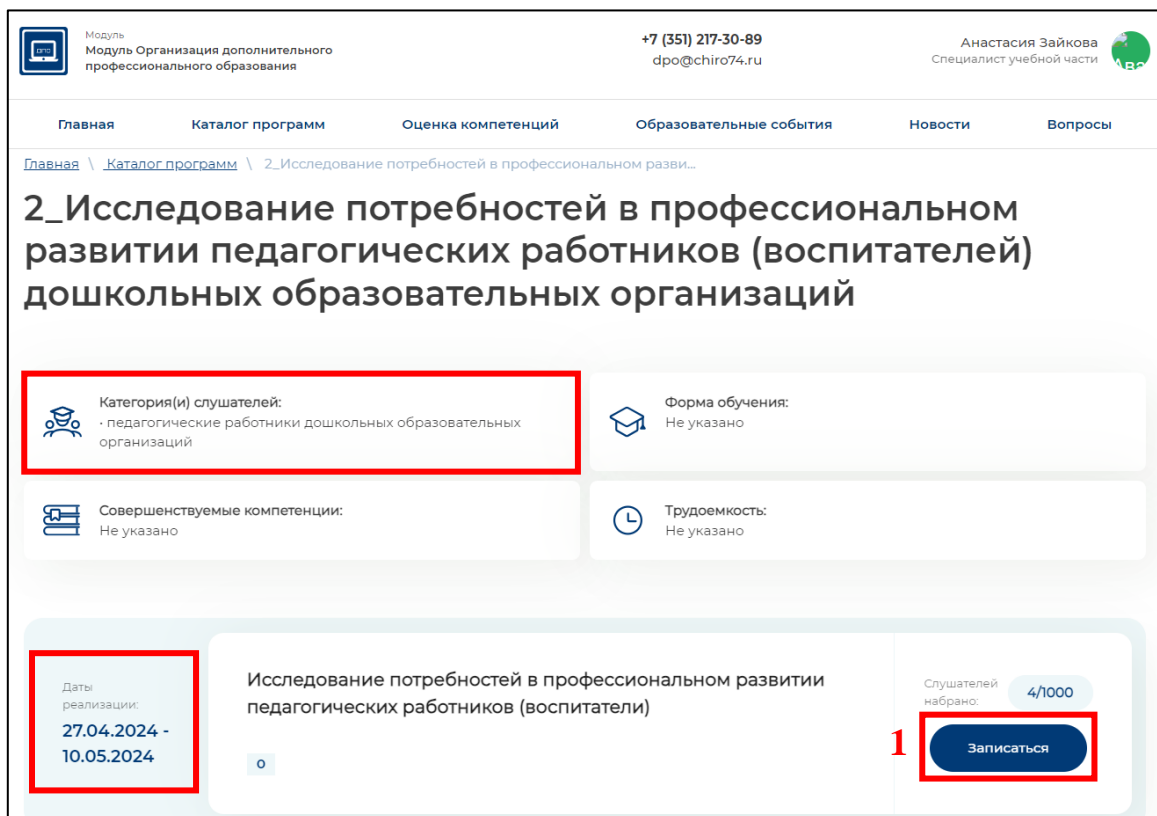 Модуль
Модуль Организация дополнительного
профессионального образования
ДПО
+7 (351) 217-30-89
dpo@chiro74.ru
Анастасия Зайкова
Специалист учебной части
Ава
Главная Каталог программ Оценка компетенций Образовательные события Новости Вопросы
Главная \ Каталог программ \ 2_Исследование потребностей в профессиональном разви...
2_Исследование потребностей в профессиональном
развитии педагогических работников (воспитателей)
дошкольных образовательных организаций
Категория(и) слушателей:
• педагогические работники дошкольных образовательных
организаций
Форма обучения:
Не указано
Совершенствуемые компетенции:
Не указано
Трудоемкость:
Не указано
Даты
реализации:
27.04.2024 -
10.05.2024
Исследование потребностей в профессиональном развитии
педагогических работников (воспитатели)
0
Слушателей
набрано:
4/1000
1
Записаться